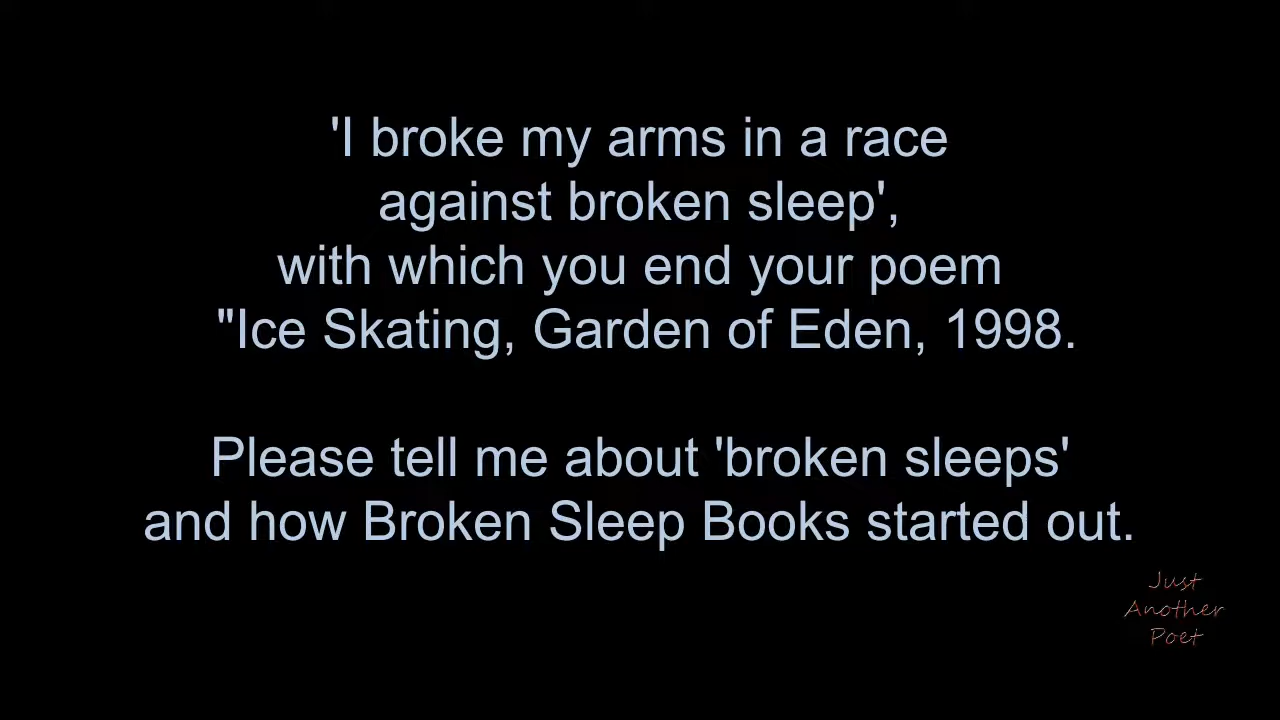 'I broke my arms in a race
against broken sleep',
with which you end your poem
"Ice Skating, Garden of Eden, 1998.
Please tell me about 'broken sleeps'
and how Broken Sleep Books started out.
Just
Another
Poet